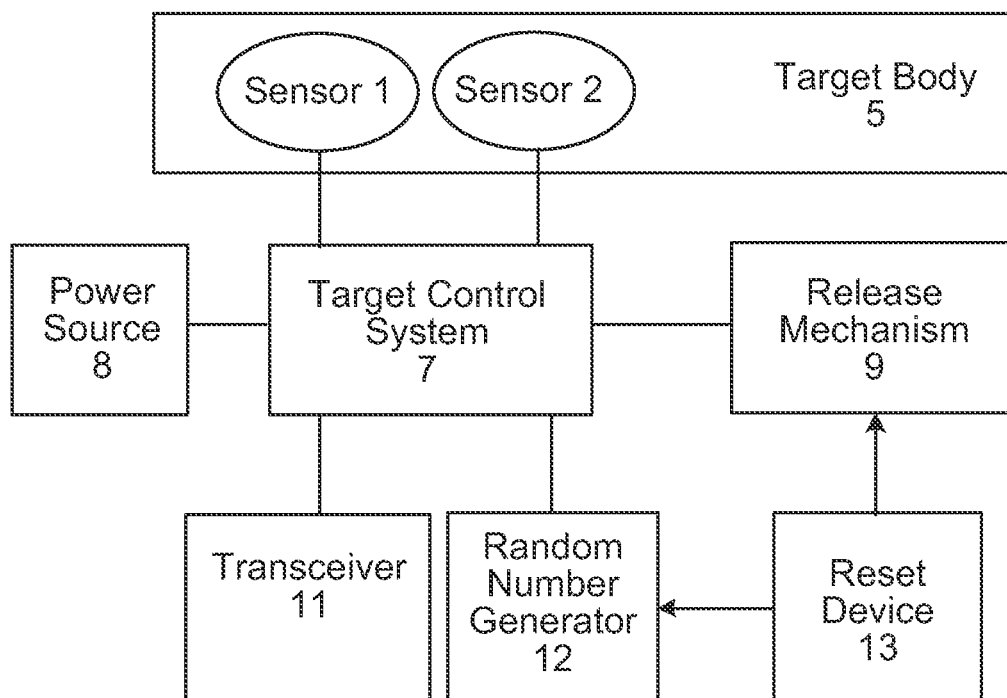 Sensor 1
Sensor 2
Target Body
5
Power
Source
8
Target Control
System
7
Release
Mechanism
9
Transceiver
11
Random
Number
Generator
12
Reset
Device
13